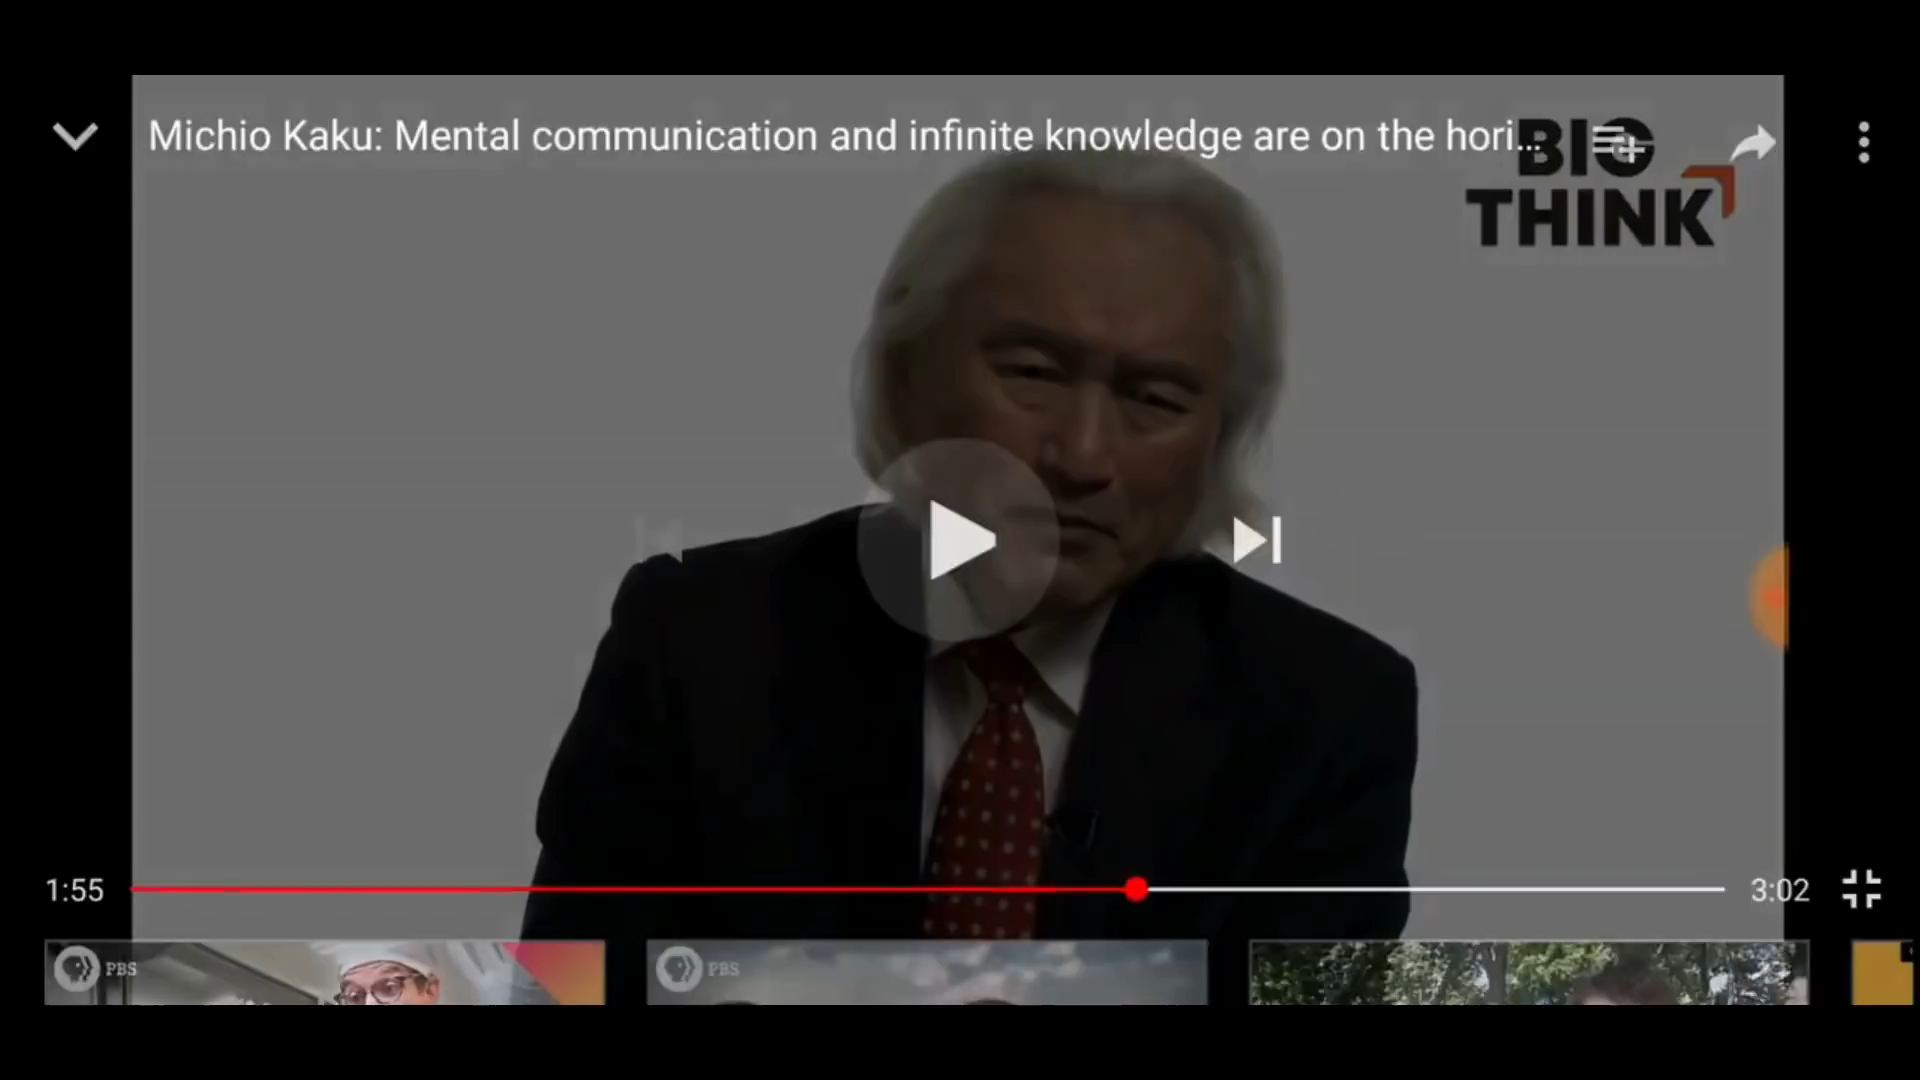 Michio Kaku: Mental communication and infinite knowledge are on the hori...
BIG
THINK
1:55
3:02
PBS
PBS